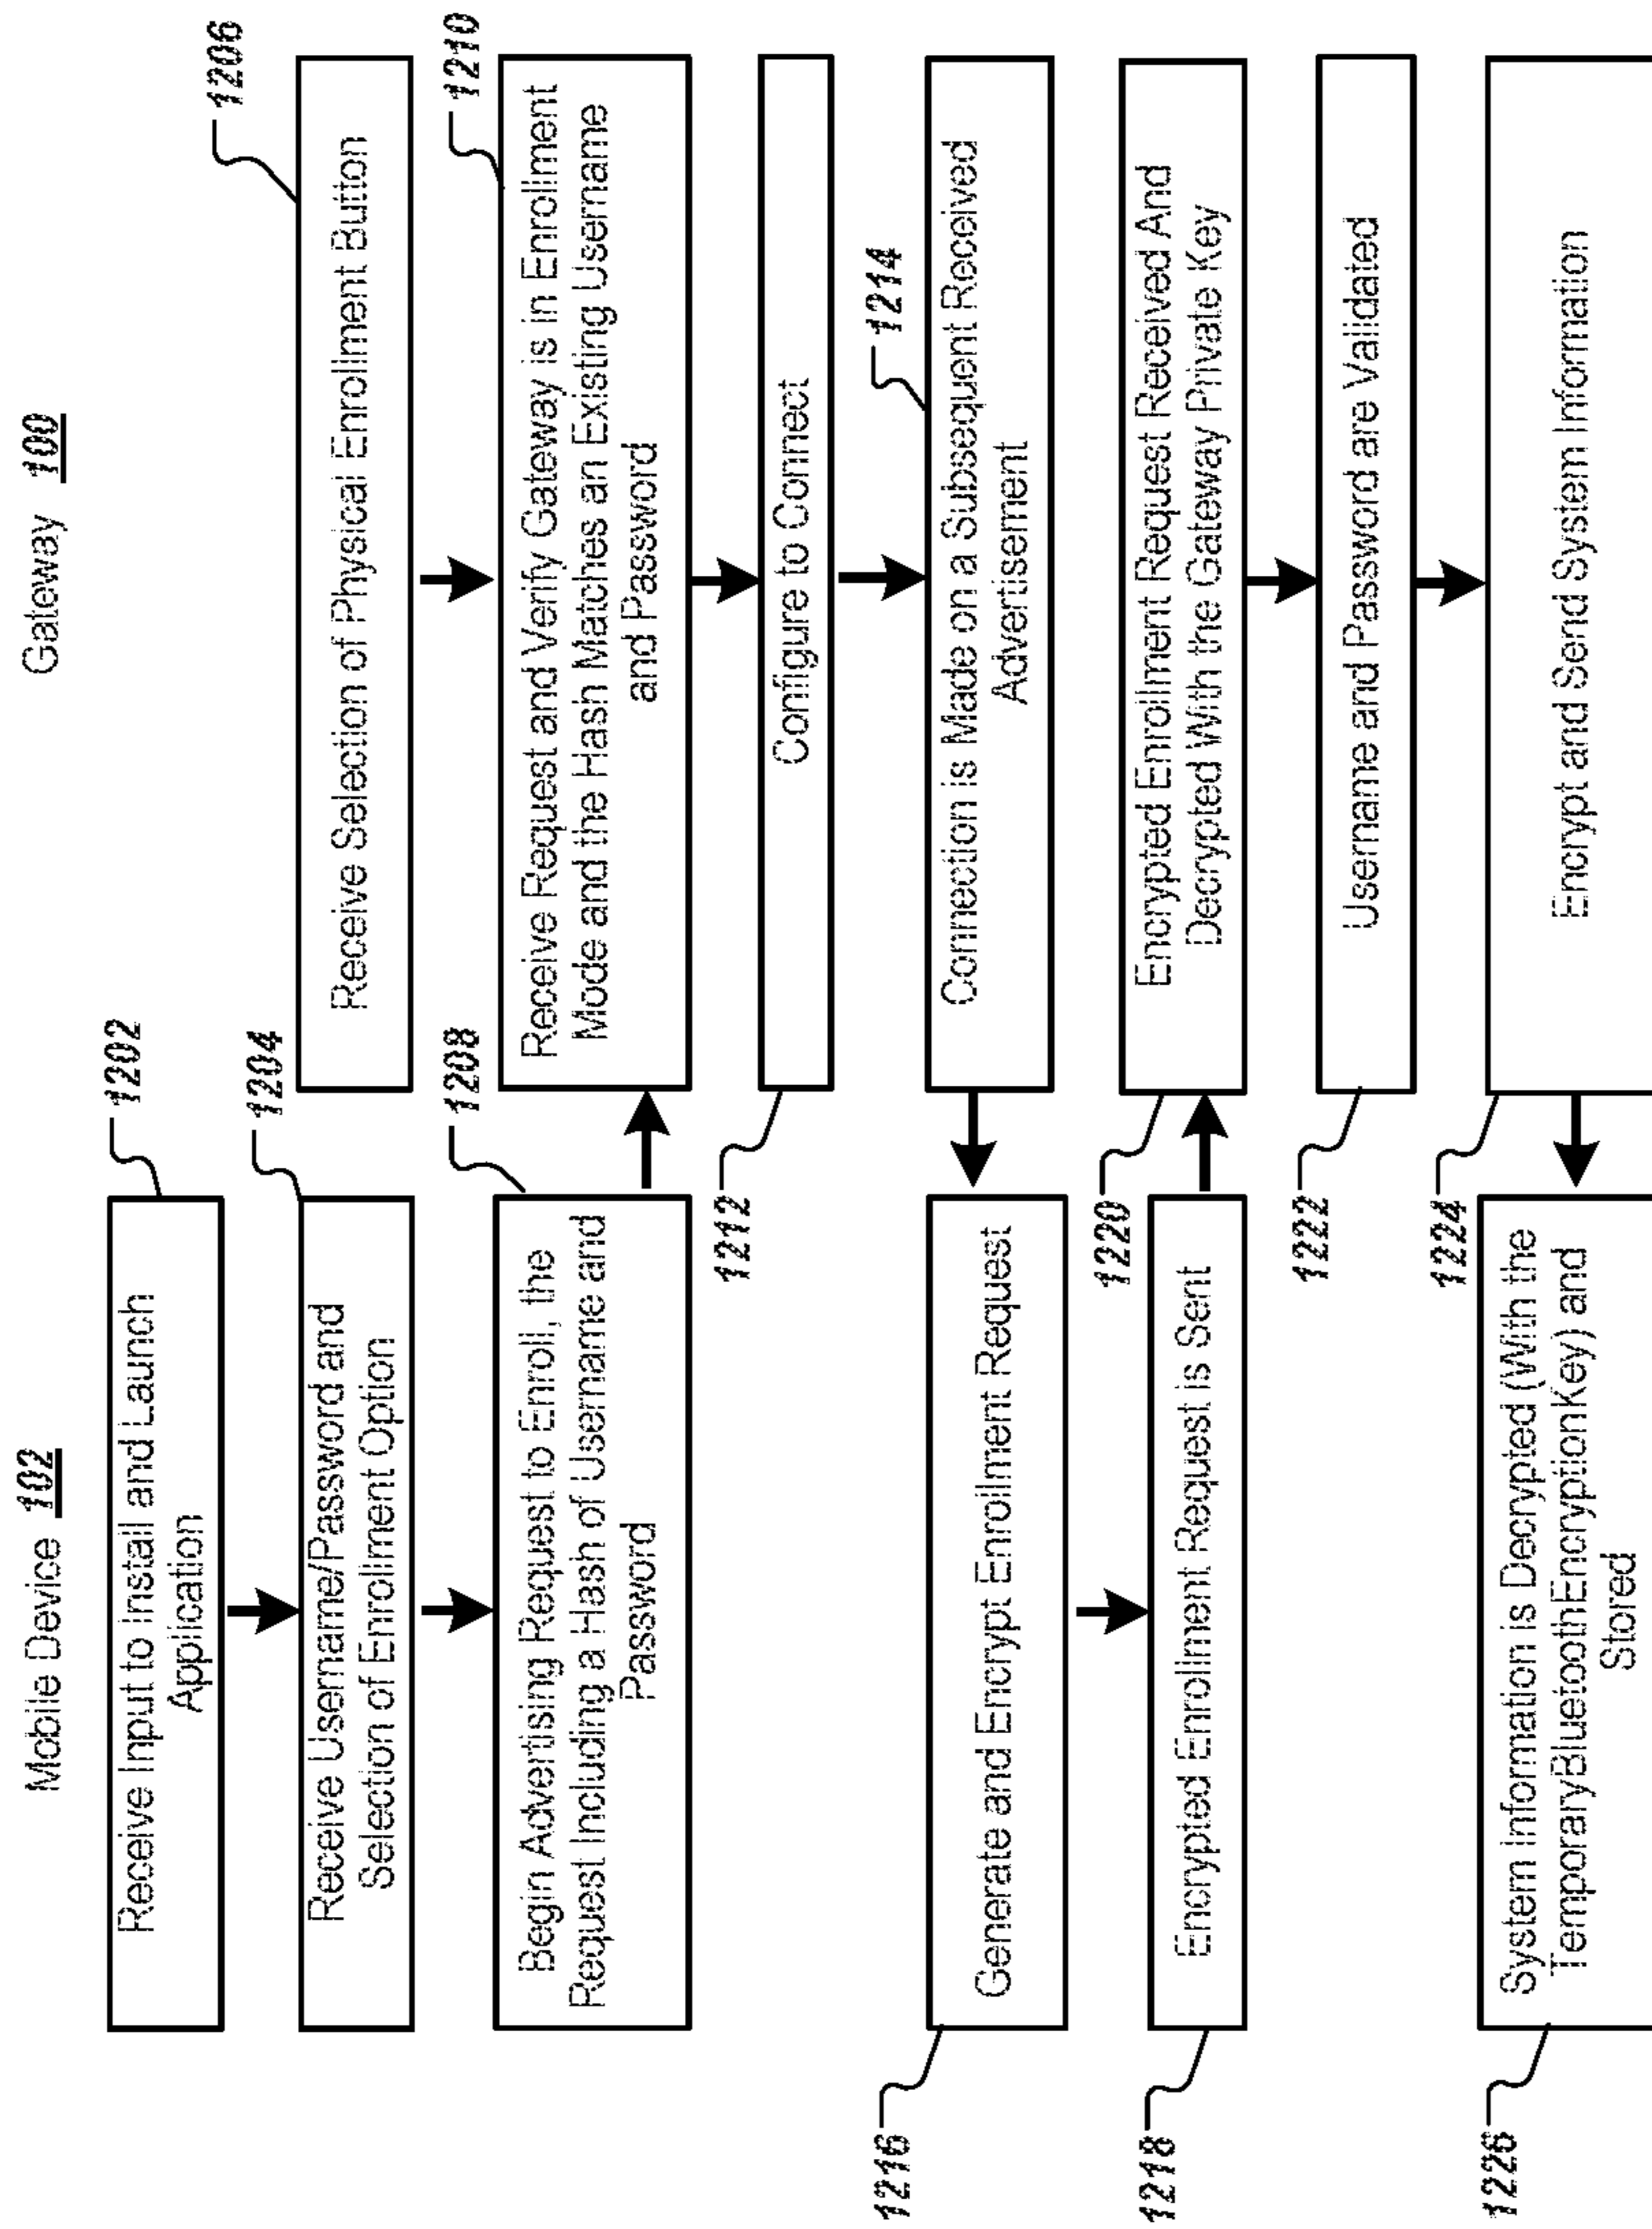 Mobile Device 102
Gateway 100
1202
Receive Input to Install and Launch
Application
1204
Receive Username/Password and
Selection of Enrollment Option
1206
Receive Selection of Physical Enrollment Button
1208
Begin Advertising Request to Enroll, the
Request Including a Hash of Username and
Password
1210
Receive Request and Verify Gateway is in Enrollment
Mode and the Hash Matches an Existing Username
and Password
1212
Configure to Connect
1214
Connection is Made on a Subsequent Received
Advertisement
1216
Generate and Encrypt Enrollment Request
1218
Encrypted Enrollment Request is Sent
1220
Encrypted Enrollment Request Received And
Decrypted With the Gateway Private Key
1222
Username and Password are Validated
1224
Encrypt and Send System Information
1226
System Information is Decrypted (With the
TemporaryBluetoothEncryptionKey) and
Stored